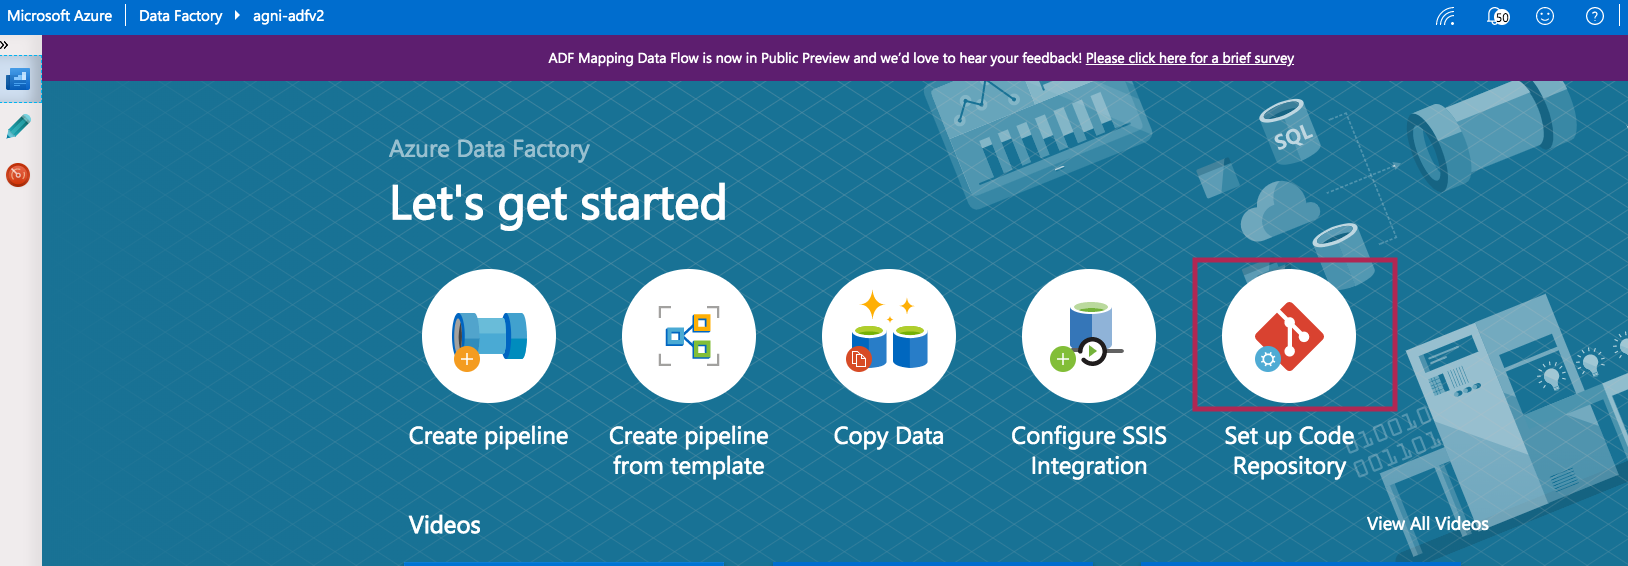 Microsoft Azure Data Factory agni-adfv2 50
»
ADF Mapping Data Flow is now in Public Preview and we'd love to hear your feedback! Please click here for a brief survey
SQL
Azure Data Factory
Let's get started
Create pipeline
Create pipeline
from template
Copy Data
Configure SSIS
Integration
Set up Code
Repository
Videos
View All Videos